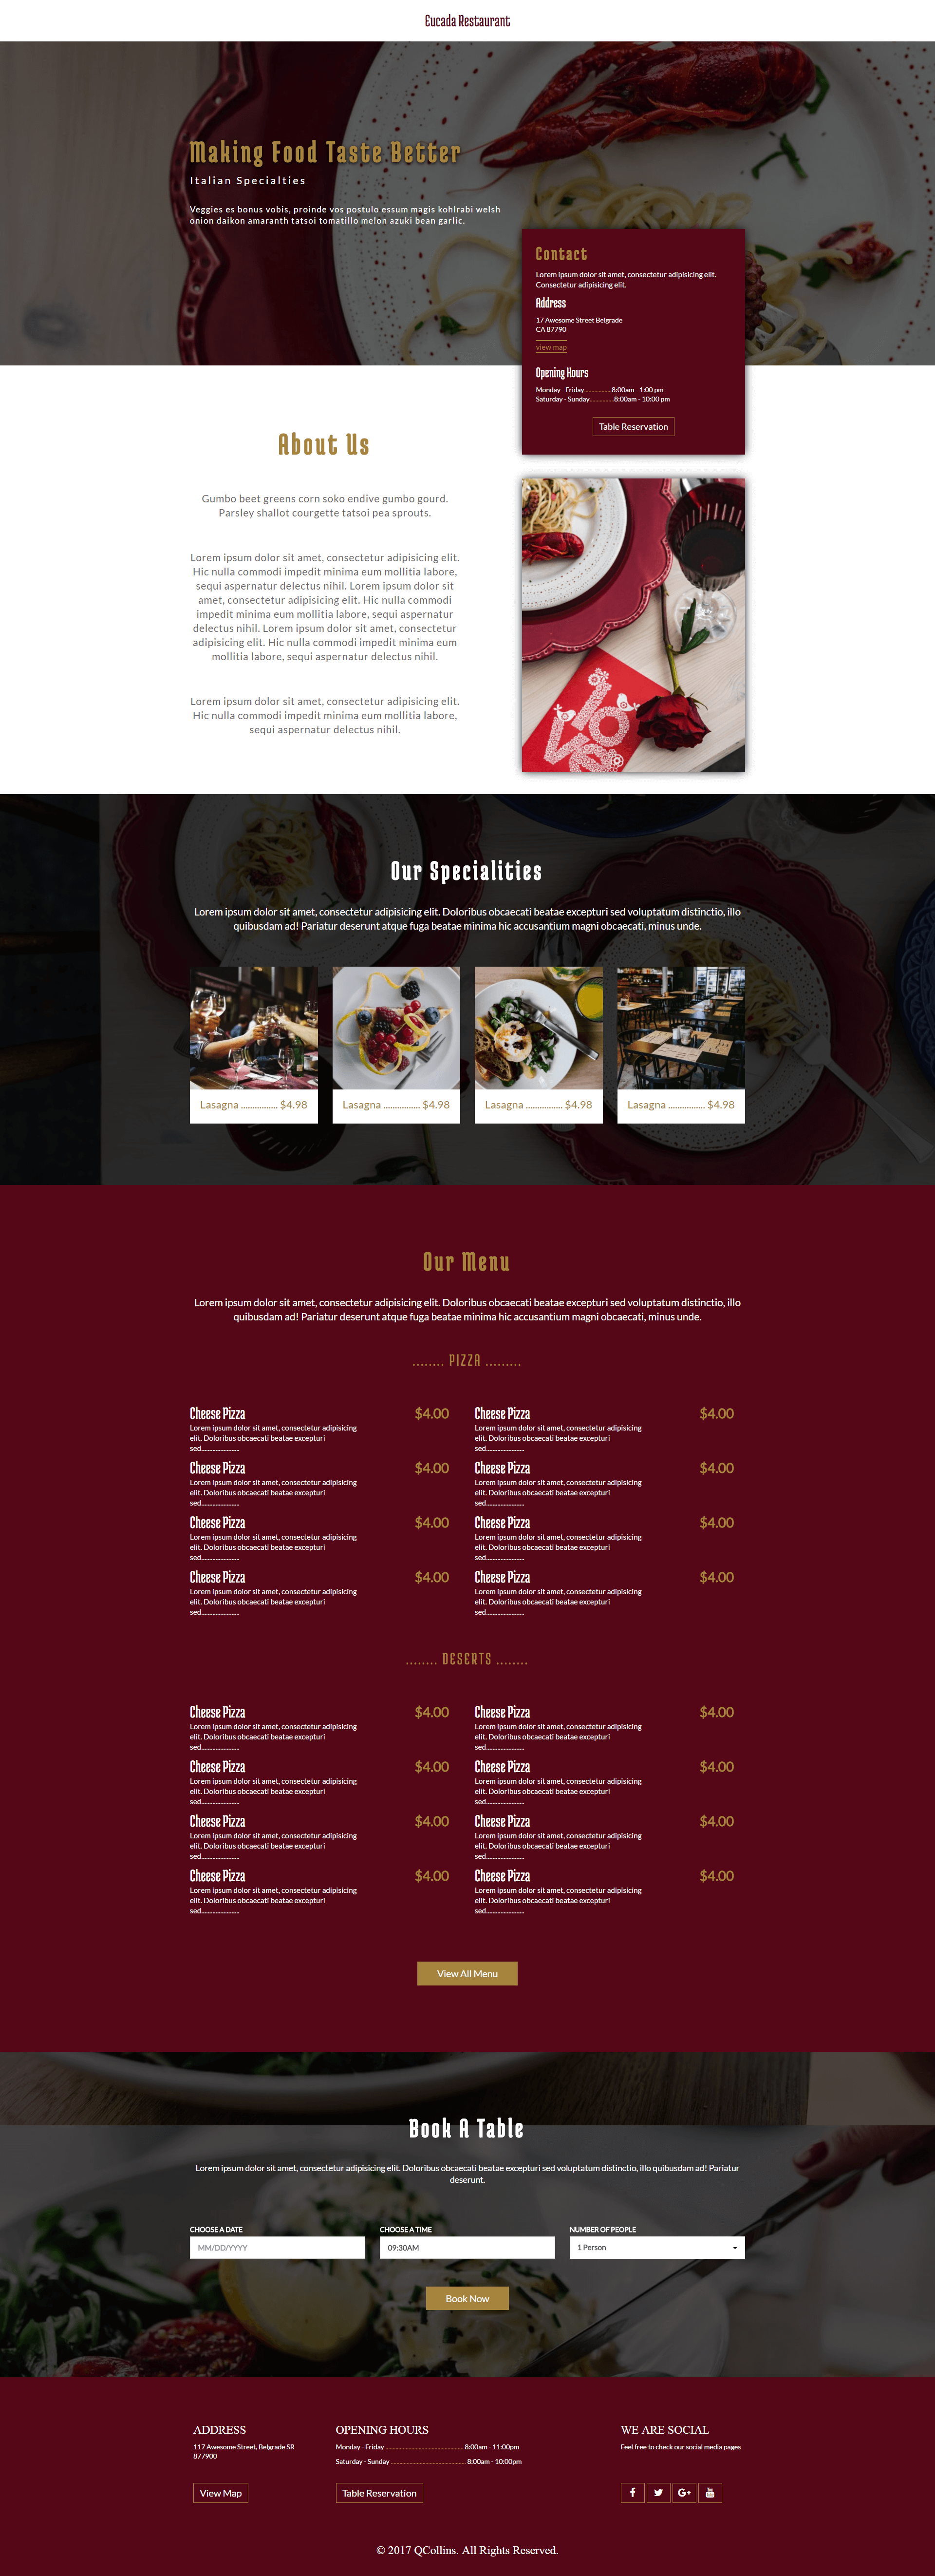 Eucada Restaurant
Making Food Taste Better
Italian Specialties
Veggies es bonus vobis, proinde vos postulo essum magis kohlrabi welsh
onion daikon amaranth tatsoi tomatillo melon azuki bean garlic.
Contact
Lorem ipsum dolor sit amet, consectetur adipisicing elit.
Consectetur adipisicing elit.
Address
17 Awesome Street Belgrade
CA 87790
view map
Opening Hours
Monday - Friday..................8:00am - 1:00 pm
Saturday - Sunday................8:00am - 10:00 pm
Table Reservation
About Us
Gumbo beet greens corn soko endive gumbo gourd.
Parsley shallot courgette tatsoi pea sprouts.
Lorem ipsum dolor sit amet, consectetur adipisicing elit.
Hic nulla commodi impedit minima eum mollitia labore,
sequi aspernatur delectus nihil. Lorem ipsum dolor sit
amet, consectetur adipisicing elit. Hic nulla commodi
impedit minima eum mollitia labore, sequi aspernatur
delectus nihil. Lorem ipsum dolor sit amet, consectetur
adipisicing elit. Hic nulla commodi impedit minima eum
mollitia labore, sequi aspernatur delectus nihil.
Lorem ipsum dolor sit amet, consectetur adipisicing elit.
Hic nulla commodi impedit minima eum mollitia labore,
sequi aspernatur delectus nihil.
love
Our Specialities
Lorem ipsum dolor sit amet, consectetur adipisicing elit. Doloribus obcaecati beatae excepturi sed voluptatum distinctio, illo
quibusdam ad! Pariatur deserunt atque fuga beatae minima hic accusantium magni obcaecati, minus unde.
Lasagna ................ $4.98
Lasagna ................ $4.98
Lasagna ................ $4.98
Lasagna ................ $4.98
Our Menu
Lorem ipsum dolor sit amet, consectetur adipisicing elit. Doloribus obcaecati beatae excepturi sed voluptatum distinctio, illo
quibusdam ad! Pariatur deserunt atque fuga beatae minima hic accusantium magni obcaecati, minus unde.
........ PIZZA .........
Cheese Pizza $4.00
Lorem ipsum dolor sit amet, consectetur adipisicing
elit. Doloribus obcaecati beatae excepturi
sed.........................
Cheese Pizza $4.00
Lorem ipsum dolor sit amet, consectetur adipisicing
elit. Doloribus obcaecati beatae excepturi
sed.........................
Cheese Pizza $4.00
Lorem ipsum dolor sit amet, consectetur adipisicing
elit. Doloribus obcaecati beatae excepturi
sed.........................
Cheese Pizza $4.00
Lorem ipsum dolor sit amet, consectetur adipisicing
elit. Doloribus obcaecati beatae excepturi
sed.........................
Cheese Pizza $4.00
Lorem ipsum dolor sit amet, consectetur adipisicing
elit. Doloribus obcaecati beatae excepturi
sed.........................
Cheese Pizza $4.00
Lorem ipsum dolor sit amet, consectetur adipisicing
elit. Doloribus obcaecati beatae excepturi
sed.........................
Cheese Pizza $4.00
Lorem ipsum dolor sit amet, consectetur adipisicing
elit. Doloribus obcaecati beatae excepturi
sed.........................
Cheese Pizza $4.00
Lorem ipsum dolor sit amet, consectetur adipisicing
elit. Doloribus obcaecati beatae excepturi
sed.........................
........ DESERTS ........
Cheese Pizza $4.00
Lorem ipsum dolor sit amet, consectetur adipisicing
elit. Doloribus obcaecati beatae excepturi
sed.........................
Cheese Pizza $4.00
Lorem ipsum dolor sit amet, consectetur adipisicing
elit. Doloribus obcaecati beatae excepturi
sed.........................
Cheese Pizza $4.00
Lorem ipsum dolor sit amet, consectetur adipisicing
elit. Doloribus obcaecati beatae excepturi
sed.........................
Cheese Pizza $4.00
Lorem ipsum dolor sit amet, consectetur adipisicing
elit. Doloribus obcaecati beatae excepturi
sed.........................
Cheese Pizza $4.00
Lorem ipsum dolor sit amet, consectetur adipisicing
elit. Doloribus obcaecati beatae excepturi
sed.........................
Cheese Pizza $4.00
Lorem ipsum dolor sit amet, consectetur adipisicing
elit. Doloribus obcaecati beatae excepturi
sed.........................
Cheese Pizza $4.00
Lorem ipsum dolor sit amet, consectetur adipisicing
elit. Doloribus obcaecati beatae excepturi
sed.........................
Cheese Pizza $4.00
Lorem ipsum dolor sit amet, consectetur adipisicing
elit. Doloribus obcaecati beatae excepturi
sed.........................
View All Menu
Book A Table
Lorem ipsum dolor sit amet, consectetur adipisicing elit. Doloribus obcaecati beatae excepturi sed voluptatum distinctio, illo quibusdam ad! Pariatur
deserunt.
CHOOSE A DATE
MM/DD/YYYY
CHOOSE A TIME
09:30AM
NUMBER OF PEOPLE
1 Person
Book Now
ADDRESS
117 Awesome Street, Belgrade SR
877900
View Map
OPENING HOURS
Monday - Friday ........................................ 8:00am - 11:00pm
Saturday - Sunday ...................................... 8:00am - 10:00pm
Table Reservation
WE ARE SOCIAL
Feel free to check our social media pages
© 2017 QCollins. All Rights Reserved.